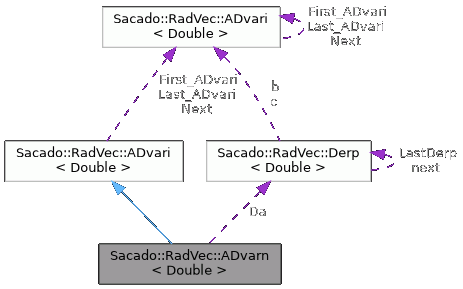 Sacado::RadVec::ADvari
< Double >
First_ADvari
Last_ADvari
Next
First_ADvari
Last_ADvari
Next
b
c
Sacado::RadVec::ADvari
< Double >
Sacado::RadVec::Derp
< Double >
LastDerp
next
Da
Sacado::RadVec::ADvarn
< Double >